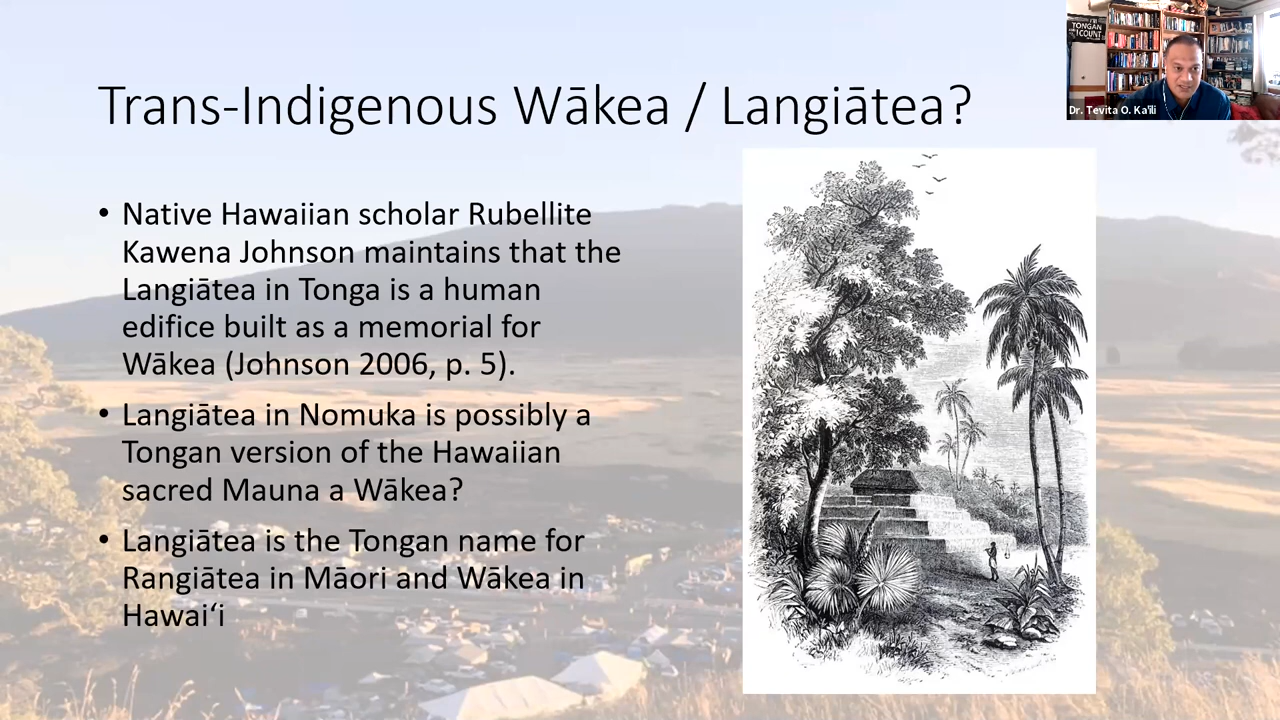 Trans-Indigenous Wākea / Langiātea?
• Native Hawaiian scholar Rubellite
Kawena Johnson maintains that the
Langiātea in Tonga is a human
edifice built as a memorial for
Wākea (Johnson 2006, p. 5).
• Langiātea in Nomuka is possibly a
Tongan version of the Hawaiian
sacred Mauna a Wākea?
• Langiātea is the Tongan name for
Rangiātea in Māori and Wākea in
Hawaiʻi
TONGAN
I COUNT
Dr. Tevita O. Ka'ili